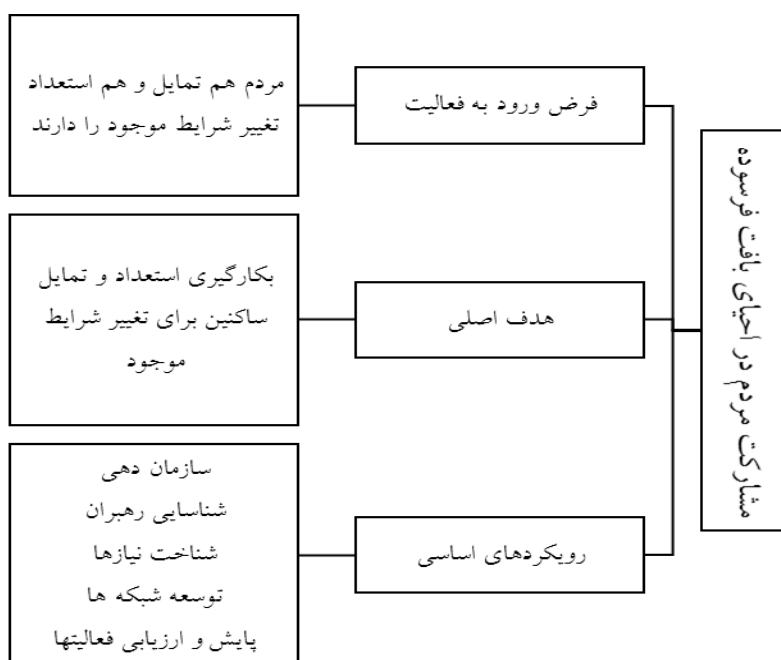 مشارکت مردم در احیای بافت فرسوده
فرض ورود به فعالیت
مردم هم تمایل و هم استعداد
تغییر شرایط موجود را دارند
هدف اصلی
بکارگیری استعداد و تمایل
ساکنین برای تغییر شرایط
موجود
رویکردهای اساسی
سازمان دهی
شناسایی رهبران
شناخت نیازها
توسعه شبکه ها
پایش و ارزیابی فعالیتها